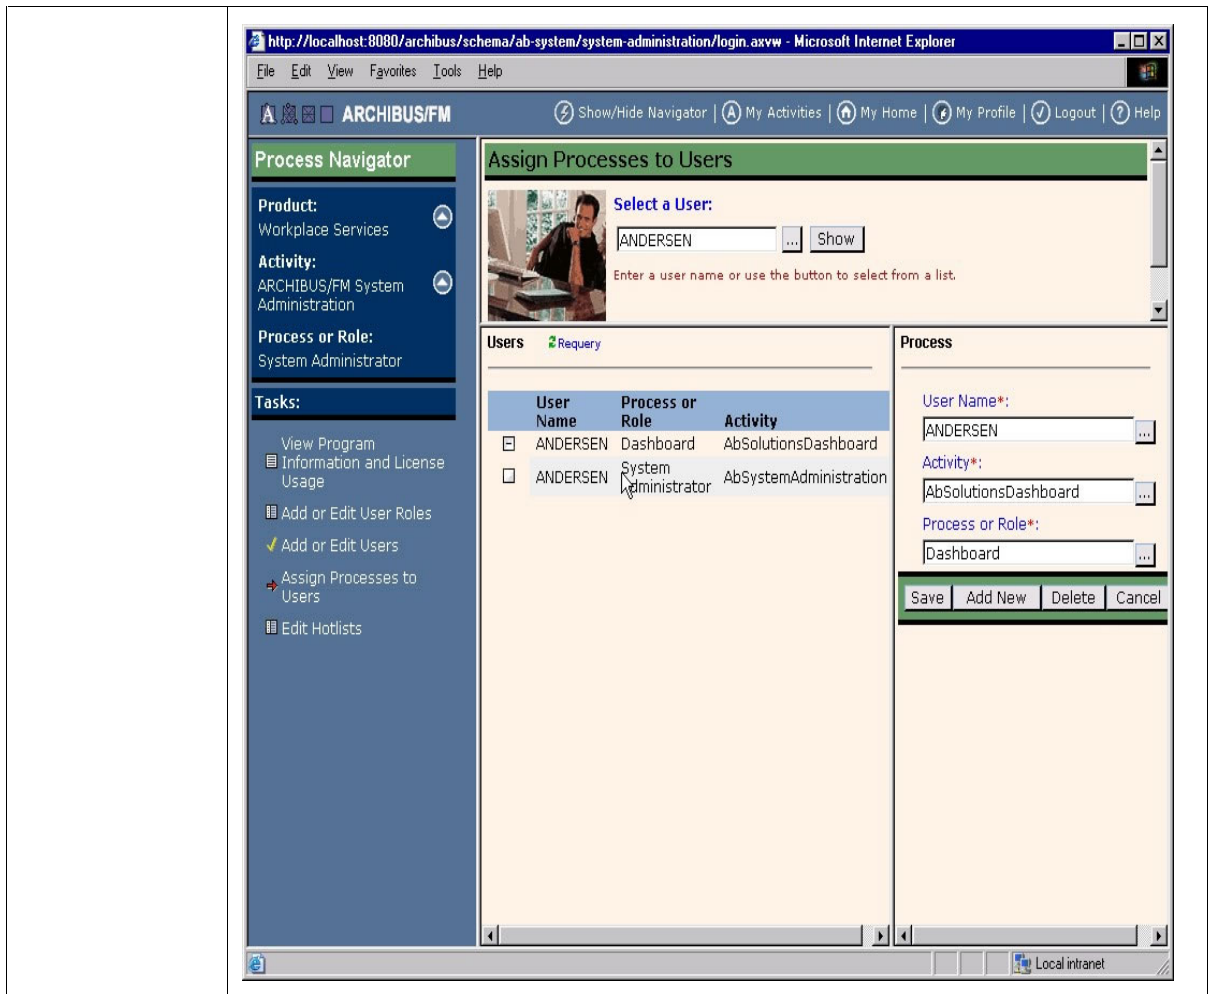 http://localhost:8080/archibus/schema/ab-system/system-administration/login.axvw - Microsoft Internet Explorer
File Edit View Favorites Tools Help
A ARCHIBUS/FM Show/Hide Navigator | A My Activities | My Home | My Profile | Logout | ? Help
Process Navigator
Product:
Workplace Services
Activity:
ARCHIBUS/FM System
Administration
Process or Role:
System Administrator
Tasks:
View Program
Information and License
Usage
Add or Edit User Roles
Add or Edit Users
Assign Processes to
Users
Edit Hotlists
Assign Processes to Users
Select a User:
ANDERSEN ... Show
Enter a user name or use the button to select from a list.
Users Requery
User Process or
Name Role Activity
ANDERSEN Dashboard AbSolutionsDashboard
ANDERSEN System Administrator AbSystemAdministration
Process
User Name*:
ANDERSEN ...
Activity*:
AbSolutionsDashboard ...
Process or Role*:
Dashboard ...
Save Add New Delete Cancel
Local intranet